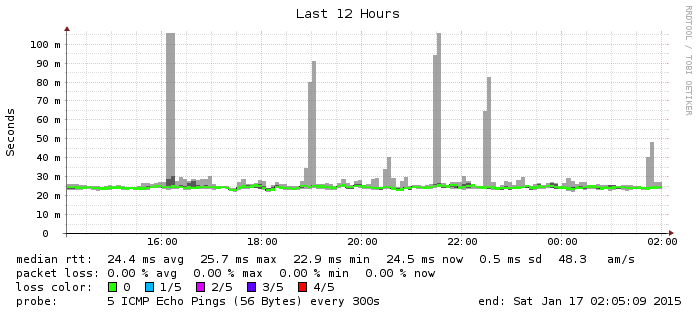 Last 12 Hours
RRDTOOL / TOBI OETIKER
Seconds
100 m
90 m
80 m
70 m
60 m
50 m
40 m
30 m
20 m
10 m
0
16:00 18:00 20:00 22:00 00:00 02:00
median rtt: 24.4 ms avg 25.7 ms max 22.9 ms min 24.5 ms now 0.5 ms sd 48.3 am/s
packet loss: 0.00 % avg 0.00 % max 0.00 % min 0.00 % now
loss color: 0 1/5 2/5 3/5 4/5
probe: 5 ICMP Echo Pings (56 Bytes) every 300s end: Sat Jan 17 02:05:09 2015